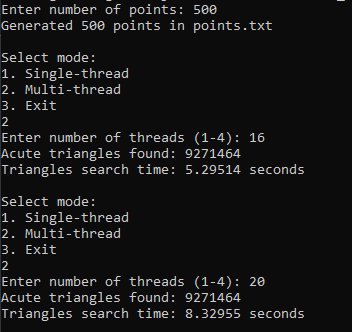 Enter number of points: 500
Generated 500 points in points.txt
Select mode:
1. Single-thread
2. Multi-thread
3. Exit
2
Enter number of threads (1-4): 16
Acute triangles found: 9271464
Triangles search time: 5.29514 seconds
Select mode:
1. Single-thread
2. Multi-thread
3. Exit
2
Enter number of threads (1-4): 20
Acute triangles found: 9271464
Triangles search time: 8.32955 seconds